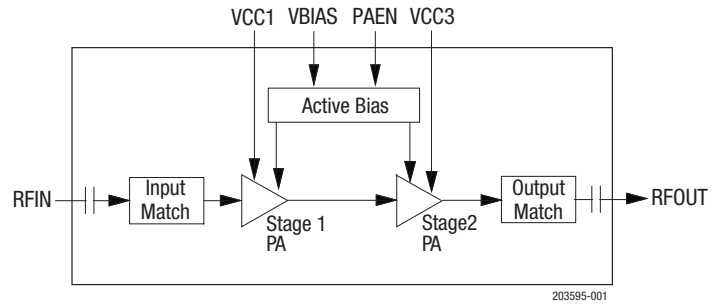 VCC1 VBIAS PAEN VCC3
Active Bias
RFIN
Input
Match
Stage 1
PA
Stage2
PA
Output
Match
RFOUT
203595-001